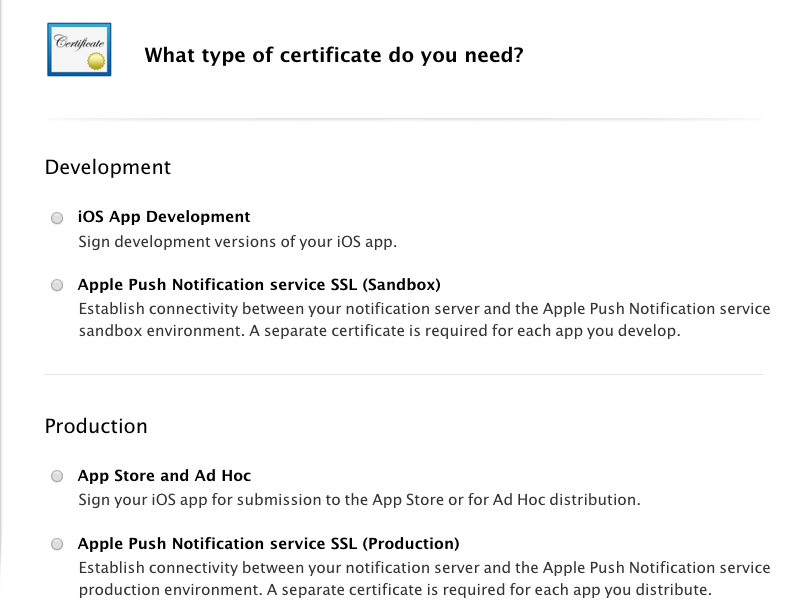 Certificate
What type of certificate do you need?
Development
iOS App Development
Sign development versions of your iOS app.
Apple Push Notification service SSL (Sandbox)
Establish connectivity between your notification server and the Apple Push Notification service
sandbox environment. A separate certificate is required for each app you develop.
Production
App Store and Ad Hoc
Sign your iOS app for submission to the App Store or for Ad Hoc distribution.
Apple Push Notification service SSL (Production)
Establish connectivity between your notification server and the Apple Push Notification service
production environment. A separate certificate is required for each app you distribute.